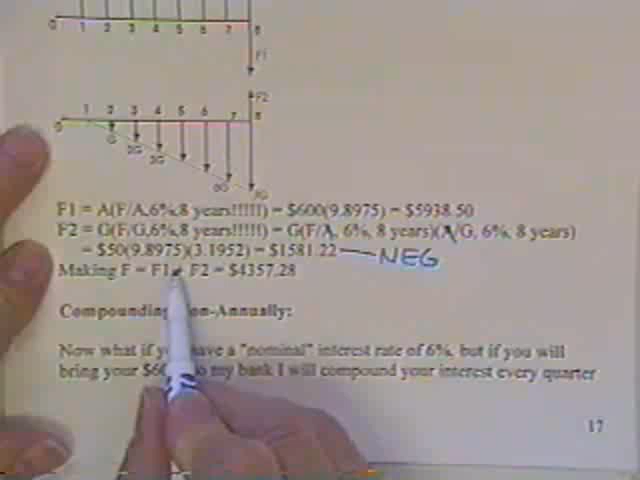 0 1 2 3 4 5 6 7 8
F1
F2
0 1 2 3 4 5 6 7 8
G 2G 3G 6G 7G
F1 = A(F/A,6%,8 years!!!!!) = $600(9.8975) = $5938.50
F2 = G(F/G,6%,8 years!!!!!) = G(F/A, 6%, 8 years)(A/G, 6%, 8 years)
= $50(9.8975)(3.1952) = $1581.22 NEG
Making F = F1 + F2 = $4357.28
Compounding Non-Annually:
Now what if you have a "nominal" interest rate of 6%, but if you will
bring your my bank I will compound your interest every quarter
17